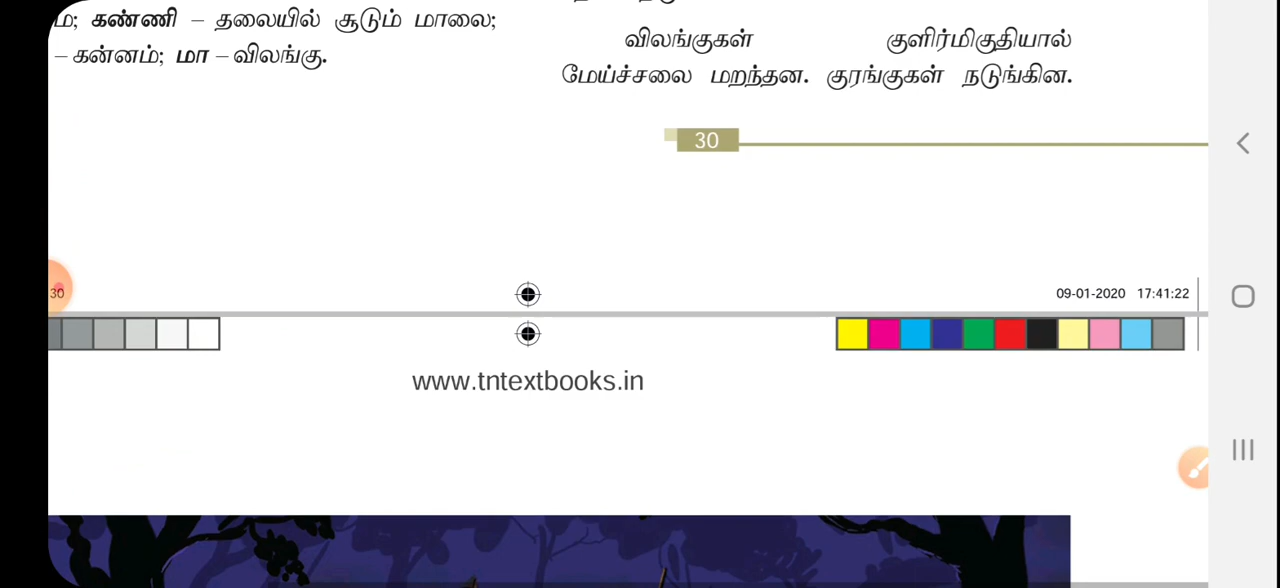 ம; கண்ணி – தலையில் சூடும் மாலை;
– கன்னம்; மா – விலங்கு.
விலங்குகள் குளிர்மிகுதியால்
மேய்ச்சலை மறந்தன. குரங்குகள் நடுங்கின.
30
30
09-01-2020 17:41:22
www.tntextbooks.in